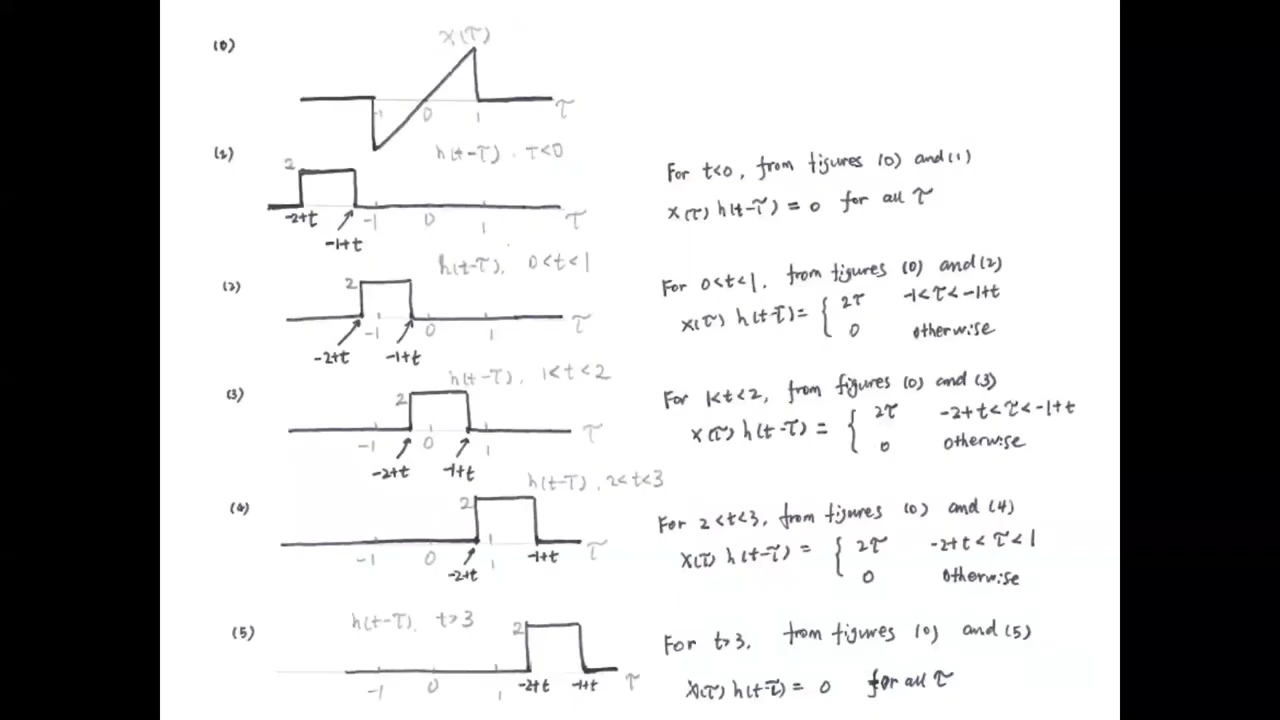 (0)
x(τ)
-1 0 1 τ
(1)
h(t-τ), τ<0
2
-2+t -1+t -1 0 1 τ
For t<0, from figures (0) and (1)
x(τ) h(t-τ) = 0 for all τ
(2)
h(t-τ), 0<t<1
2
-2+t -1 -1+t 0 1 τ
For 0<t<1, from figures (0) and (2)
x(τ) h(t-τ) = { 2τ -1<τ<-1+t
0 otherwise
(3)
h(t-τ), 1<t<2
2
-1 -2+t 0 -1+t 1 τ
For 1<t<2, from figures (0) and (3)
x(τ) h(t-τ) = { 2τ -2+t<τ<-1+t
0 otherwise
(4)
h(t-τ), 2<t<3
2
-1 0 -2+t 1 -1+t τ
For 2<t<3, from figures (0) and (4)
x(τ) h(t-τ) = { 2τ -2+t<τ<1
0 otherwise
(5)
h(t-τ), t>3
2
-1 0 1 -2+t -1+t τ
For t>3, from figures (0) and (5)
x(τ) h(t-τ) = 0 for all τ